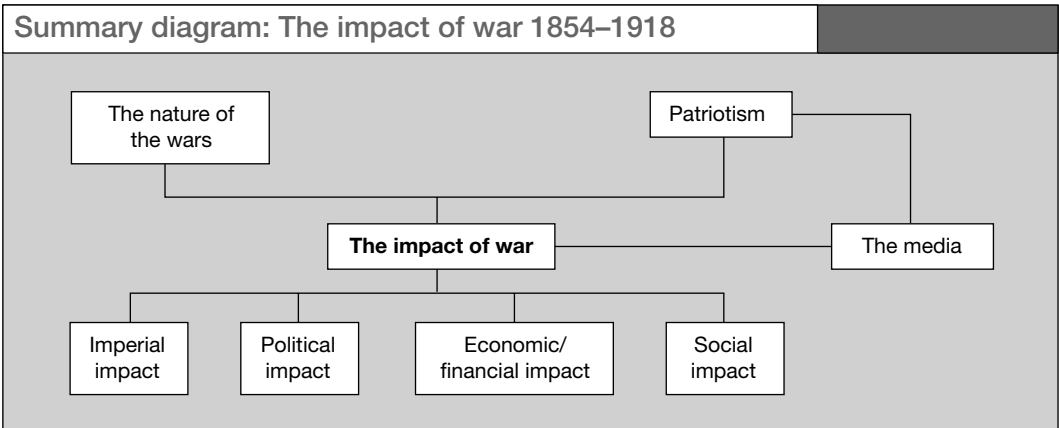 Summary diagram: The impact of war 1854–1918
The nature of
the wars
Patriotism
The impact of war
The media
Imperial
impact
Political
impact
Economic/
financial impact
Social
impact